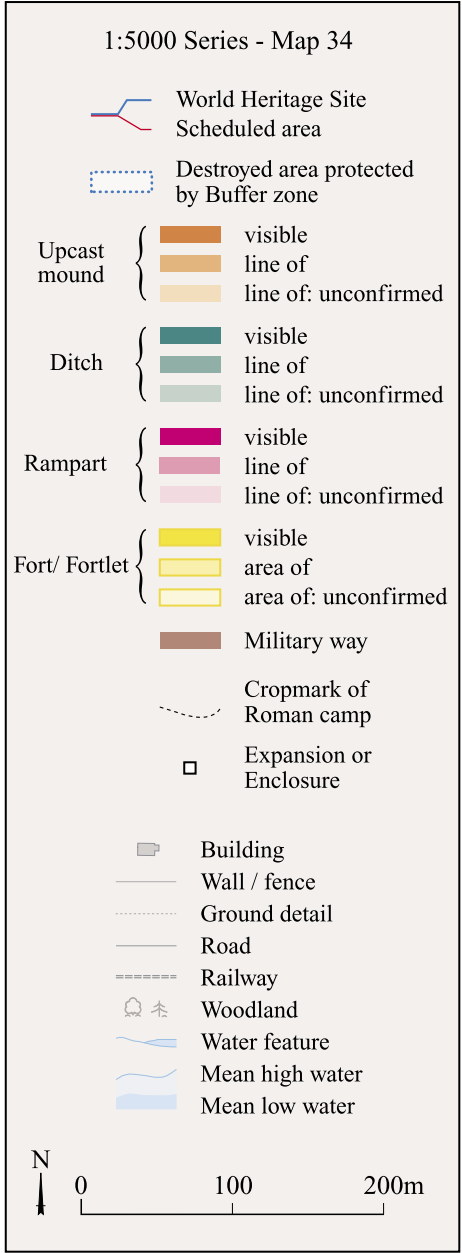 1:5000 Series - Map 34
World Heritage Site
Scheduled area
Destroyed area protected
by Buffer zone
Upcast
mound
visible
line of
line of: unconfirmed
Ditch
visible
line of
line of: unconfirmed
Rampart
visible
line of
line of: unconfirmed
Fort/ Fortlet
visible
area of
area of: unconfirmed
Military way
Cropmark of
Roman camp
Expansion or
Enclosure
Building
Wall / fence
Ground detail
Road
Railway
Woodland
Water feature
Mean high water
Mean low water
N
0 100 200m